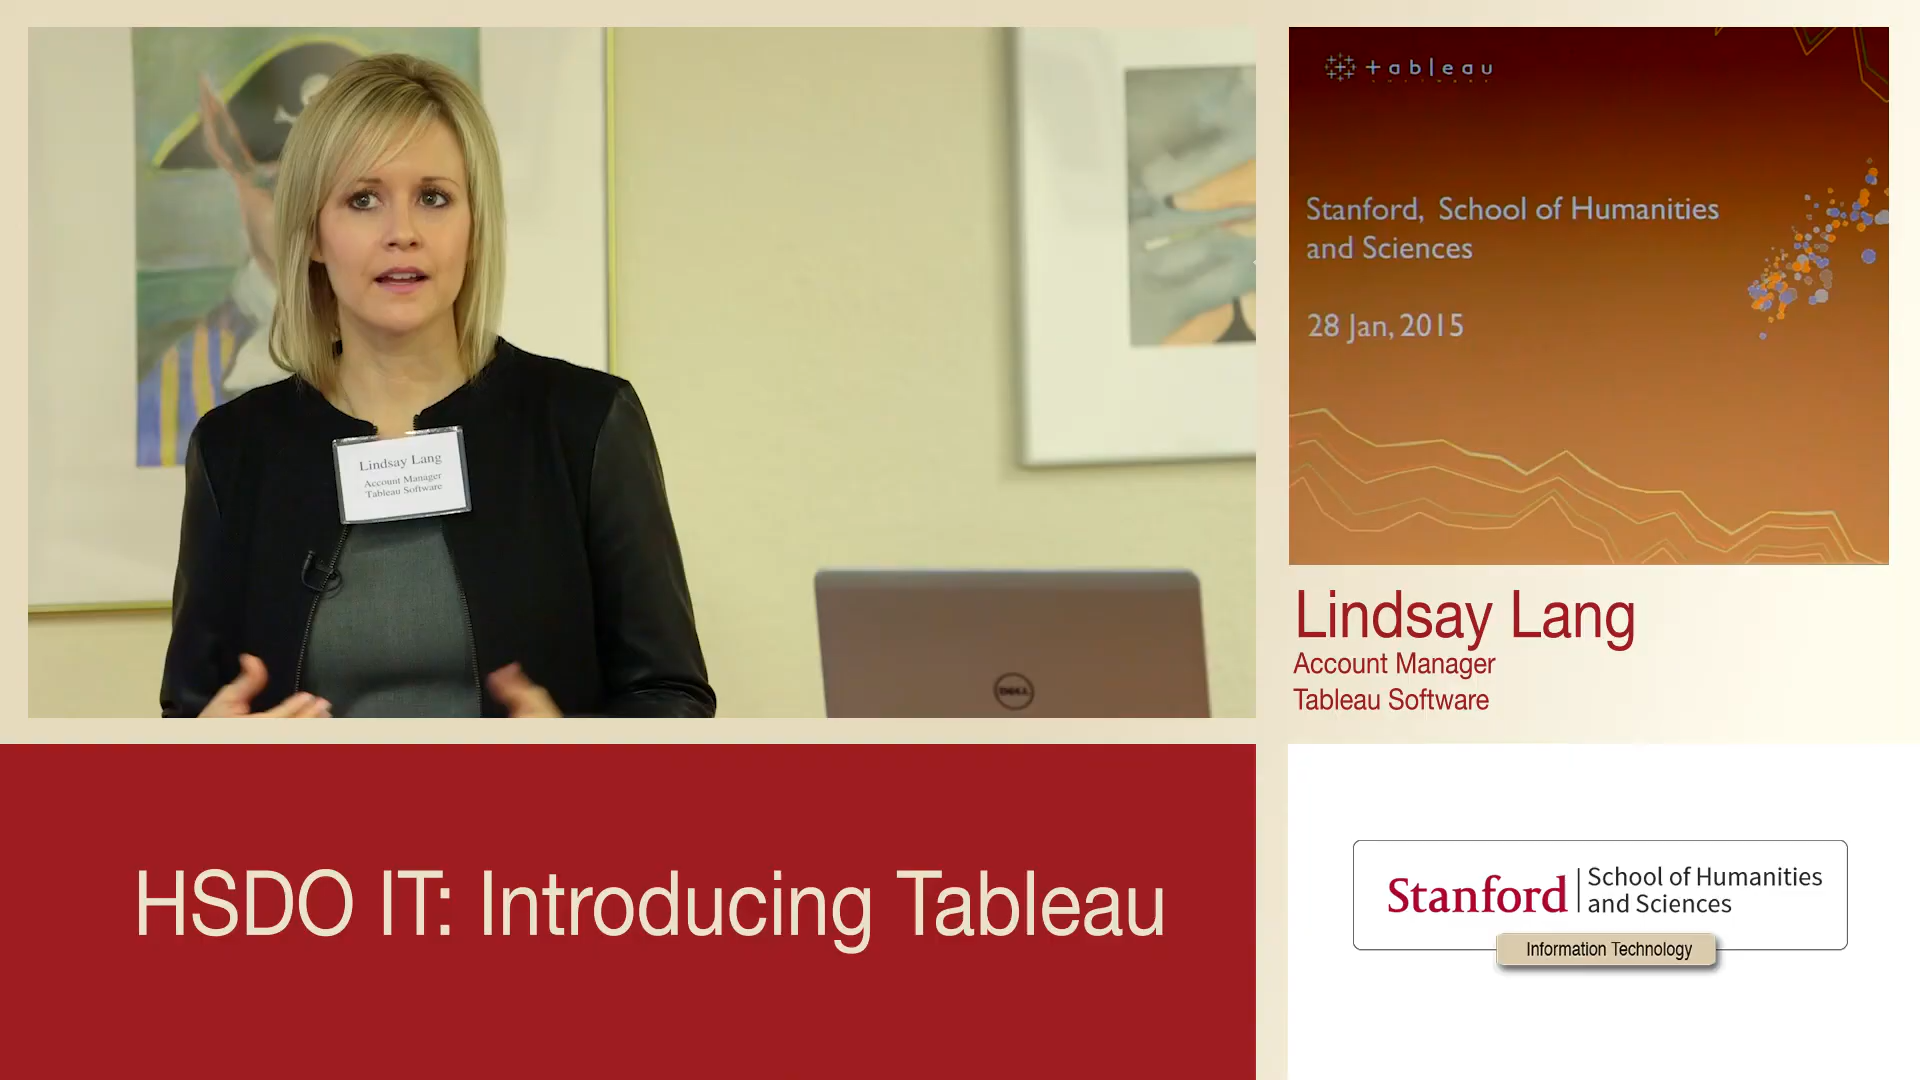 Lindsay Lang
Account Manager
Tableau Software
DELL
+ableau
Stanford, School of Humanities
and Sciences
28 Jan, 2015
Lindsay Lang
Account Manager
Tableau Software
HSDO IT: Introducing Tableau
Stanford
School of Humanities
and Sciences
Information Technology